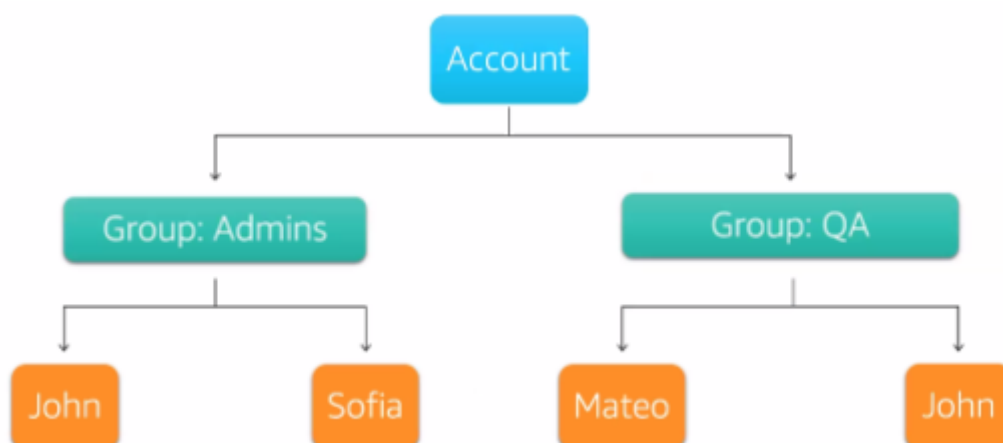 Account
Group: Admins
Group: QA
John
Sofia
Mateo
John